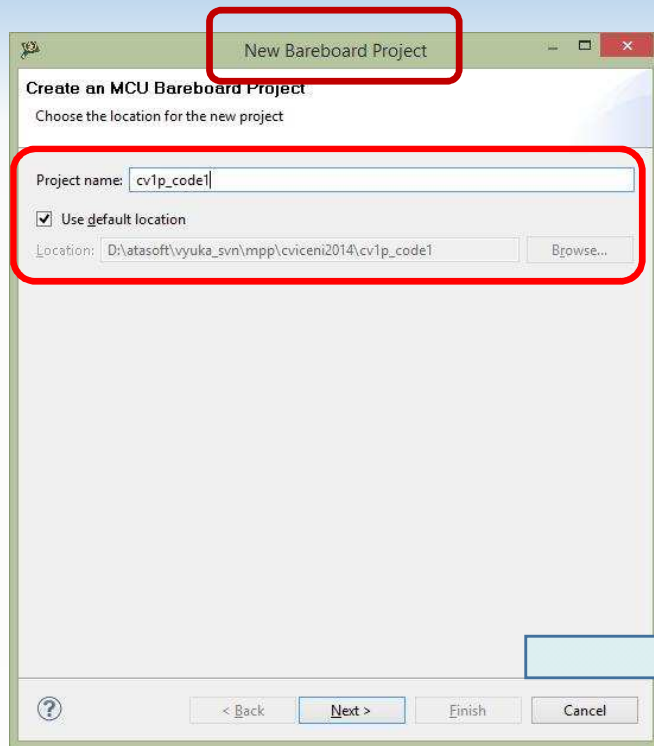 New Bareboard Project
Create an MCU Bareboard Project
Choose the location for the new project
Project name: cv1p_code1
Use default location
Location: D:\atasoft\vyuka_svn\mpp\cviceni2014\cv1p_code1 Browse...
< Back Next > Finish Cancel